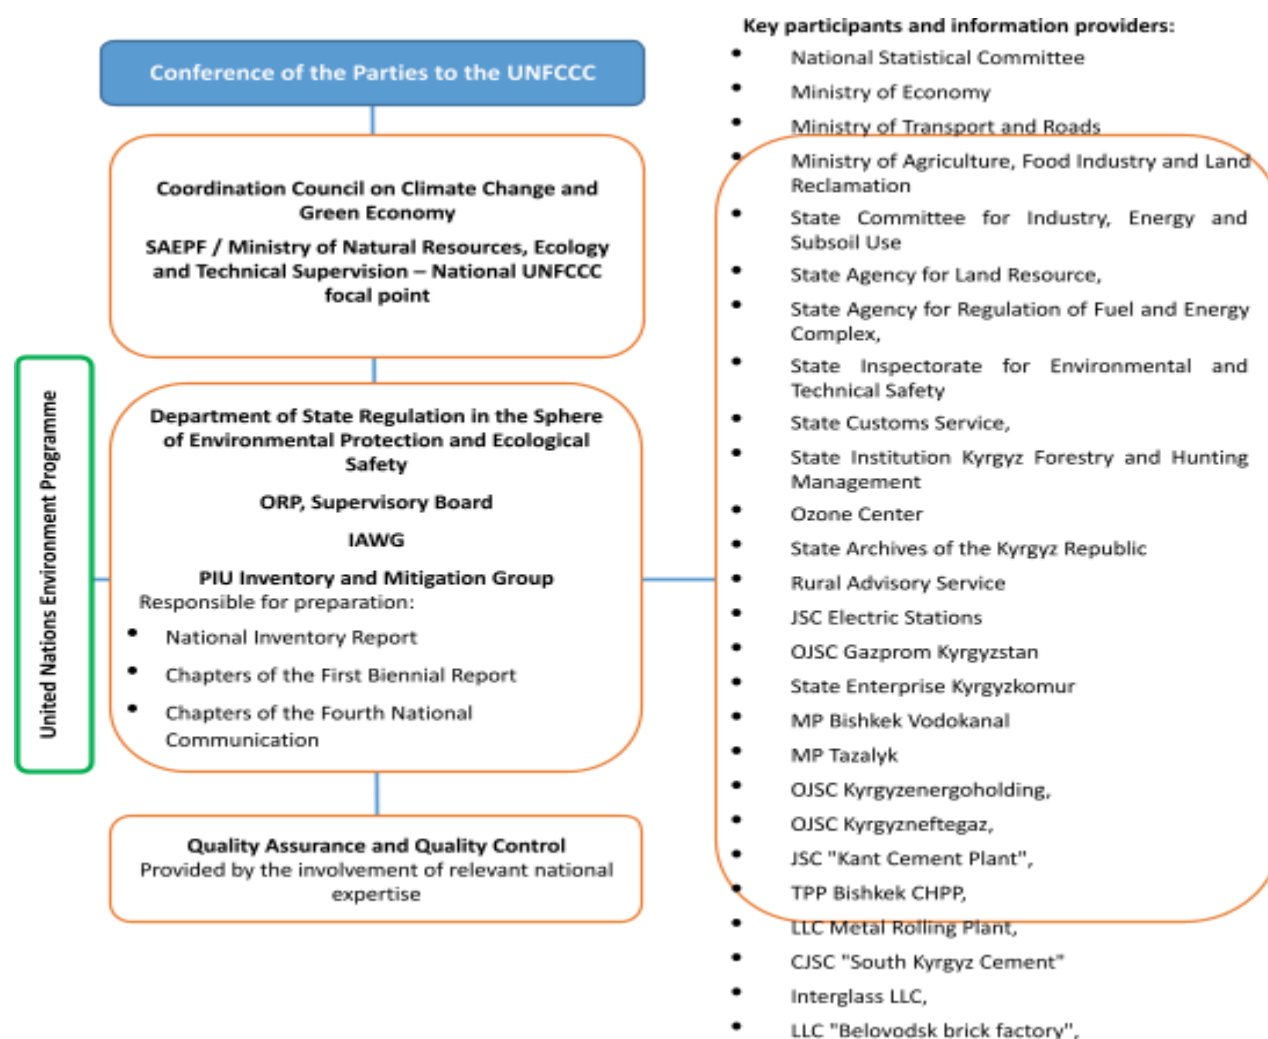 Conference of the Parties to the UNFCCC
Coordination Council on Climate Change and
Green Economy
SAEPF / Ministry of Natural Resources, Ecology
and Technical Supervision – National UNFCCC
focal point
United Nations Environment Programme
Department of State Regulation in the Sphere
of Environmental Protection and Ecological
Safety
ORP, Supervisory Board
IAWG
PIU Inventory and Mitigation Group
Responsible for preparation:
• National Inventory Report
• Chapters of the First Biennial Report
• Chapters of the Fourth National
Communication
Quality Assurance and Quality Control
Provided by the involvement of relevant national
expertise
Key participants and information providers:
• National Statistical Committee
• Ministry of Economy
• Ministry of Transport and Roads
• Ministry of Agriculture, Food Industry and Land
Reclamation
• State Committee for Industry, Energy and
Subsoil Use
• State Agency for Land Resource,
• State Agency for Regulation of Fuel and Energy
Complex,
• State Inspectorate for Environmental and
Technical Safety
• State Customs Service,
• State Institution Kyrgyz Forestry and Hunting
Management
• Ozone Center
• State Archives of the Kyrgyz Republic
• Rural Advisory Service
• JSC Electric Stations
• OJSC Gazprom Kyrgyzstan
• State Enterprise Kyrgyzkomur
• MP Bishkek Vodokanal
• MP Tazalyk
• OJSC Kyrgyzenergoholding,
• OJSC Kyrgyzneftegaz,
• JSC "Kant Cement Plant",
• TPP Bishkek CHPP,
• LLC Metal Rolling Plant,
• CJSC "South Kyrgyz Cement"
• Interglass LLC,
• LLC "Belovodsk brick factory",